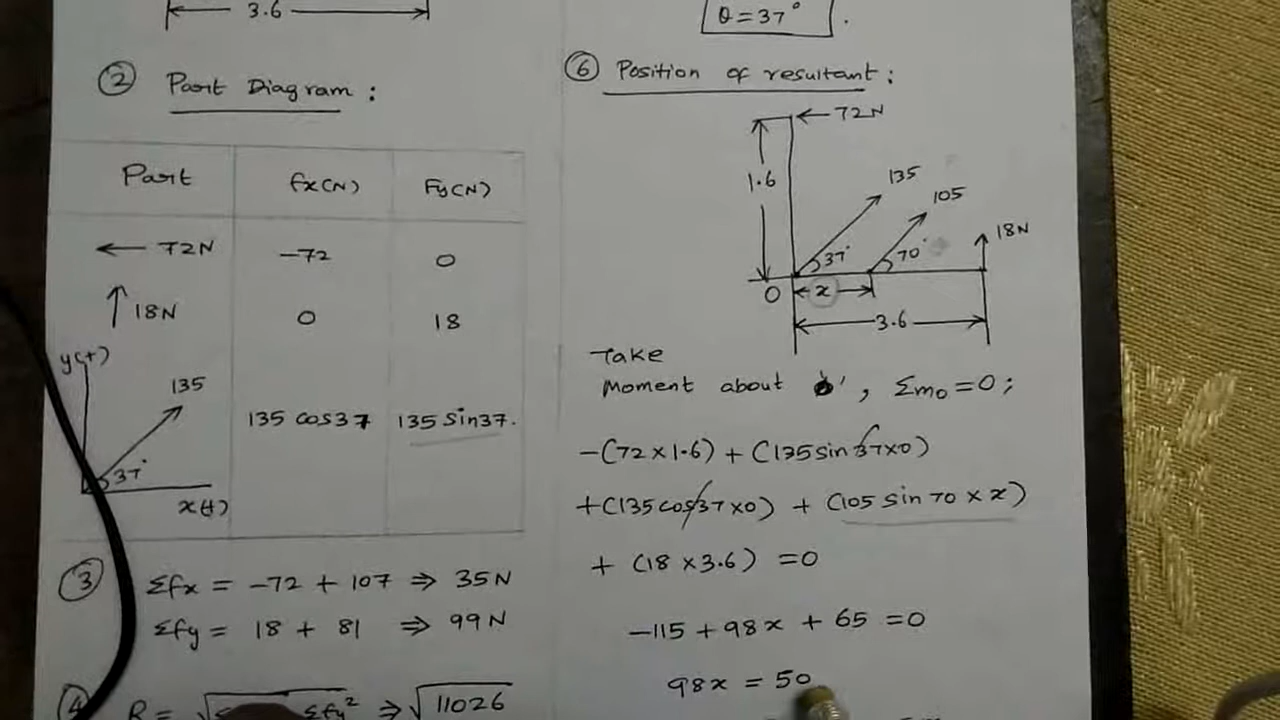 3.6
② Part Diagram :
Part fx(N) Fy(N)
← 72N -72 0
↑ 18N 0 18
y(+)
135
37°
x(+)
135 cos37 135 sin37.
③ Σfx = -72 + 107 ⇒ 35N
Σfy = 18 + 81 ⇒ 99N
④ R = √ Σfy² ⇒ √11026
θ = 37° .
⑥ Position of resultant :
72N
1.6
135
105
18N
37°
70°
O
x
3.6
Take
moment about 'o' , Σmo = 0 ;
-(72 × 1.6) + (135 sin 37 × 0)
+ (135 cos 37 × 0) + (105 sin 70 × x)
+ (18 × 3.6) = 0
-115 + 98x + 65 = 0
98x = 50